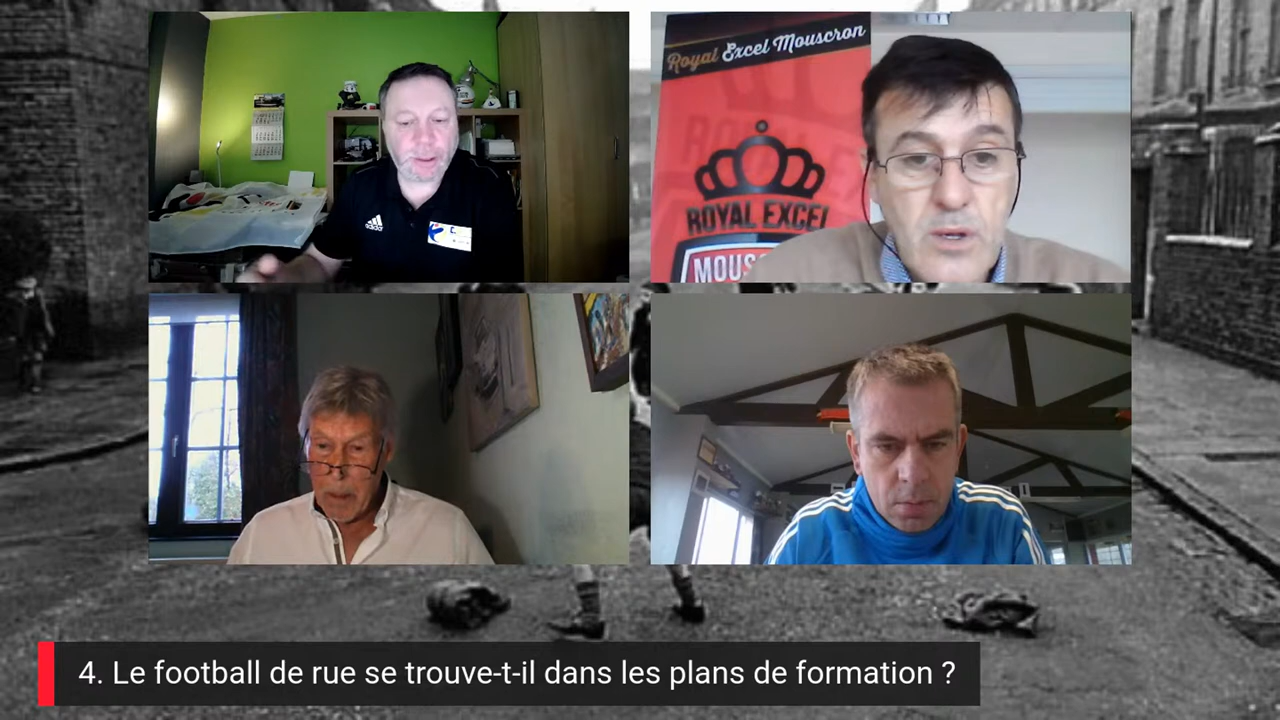 Royal Excel Mouscron
ROYAL EXCEL
MOUS
adidas
4. Le football de rue se trouve-t-il dans les plans de formation ?